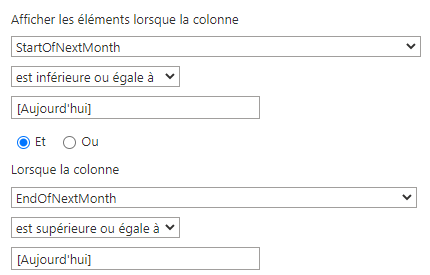 Afficher les éléments lorsque la colonne
StartOfNextMonth
est inférieure ou égale à
[Aujourd'hui]
Et Ou
Lorsque la colonne
EndOfNextMonth
est supérieure ou égale à
[Aujourd'hui]